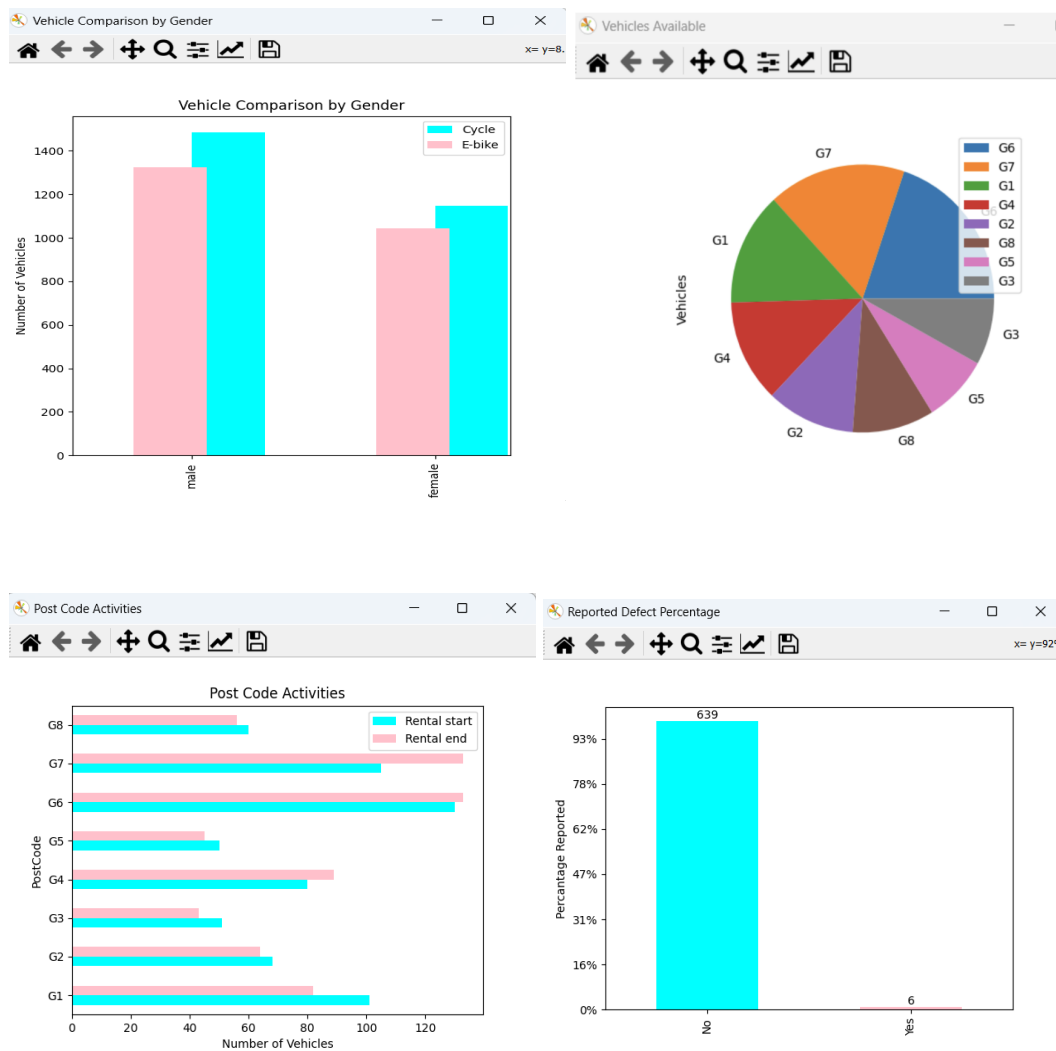 Vehicle Comparison by Gender
x= y=8.
Vehicle Comparison by Gender
Number of Vehicles
1400
1200
1000
800
600
400
200
0
Cycle
E-bike
male
female
Vehicles Available
Vehicles
G7
G1
G4
G2
G8
G5
G3
G6
G6
G7
G1
G4
G2
G8
G5
G3
Post Code Activities
Post Code Activities
PostCode
G8
G7
G6
G5
G4
G3
G2
G1
Rental start
Rental end
0 20 40 60 80 100 120
Number of Vehicles
Reported Defect Percentage
x= y=92%
Percantage Reported
93%
78%
62%
47%
31%
16%
0%
639
6
No
Yes